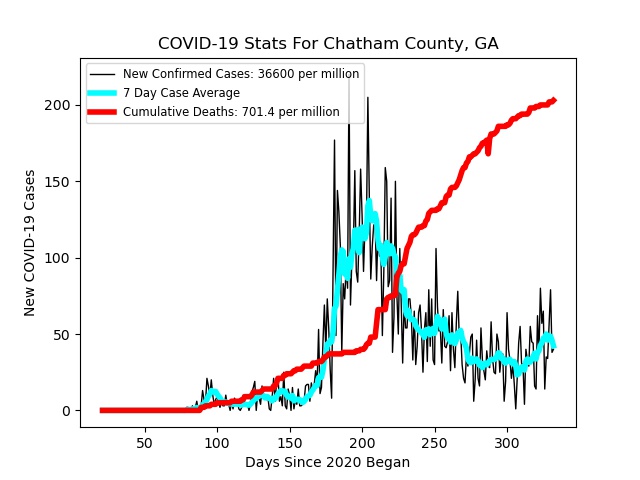 COVID-19 Stats For Chatham County, GA
New Confirmed Cases: 36600 per million
7 Day Case Average
Cumulative Deaths: 701.4 per million
New COVID-19 Cases
200
150
100
50
0
50
100
150
200
250
300
Days Since 2020 Began